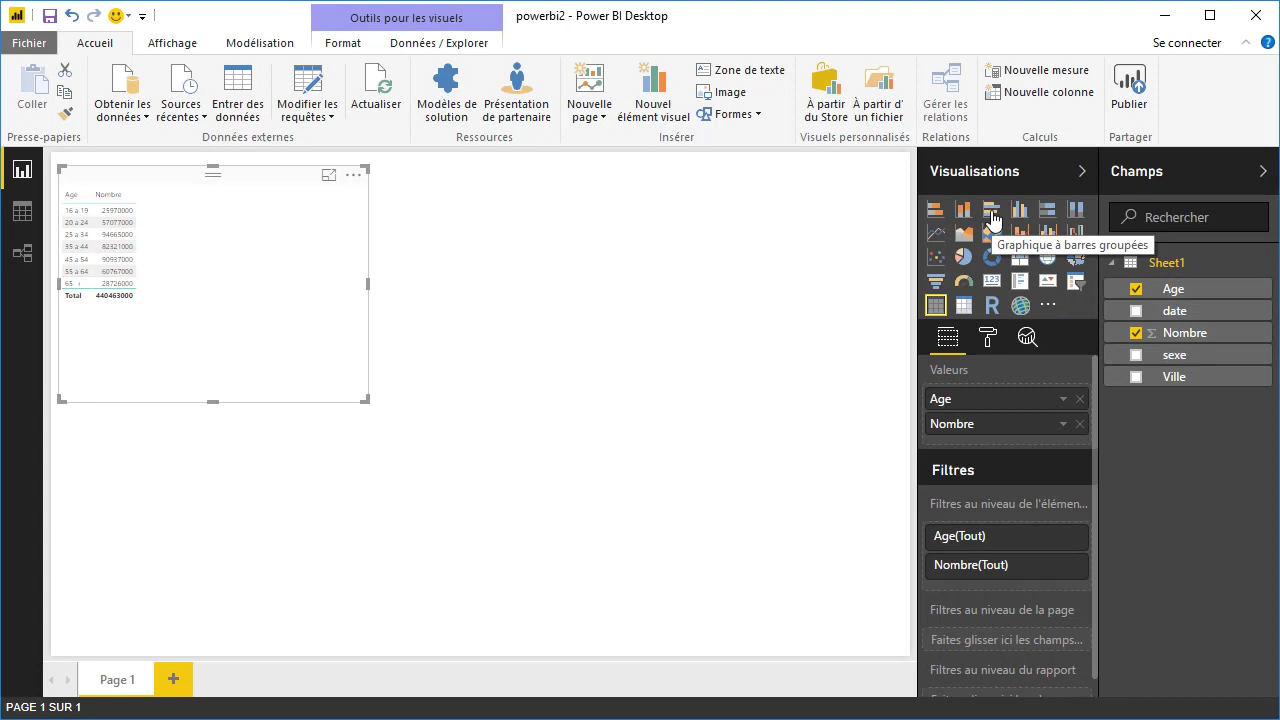 Outils pour les visuels
powerbi2 - Power BI Desktop
Fichier
Accueil
Affichage
Modélisation
Format
Données / Explorer
Se connecter
Coller
Obtenir les données
Sources récentes
Entrer des données
Modifier les requêtes
Actualiser
Modèles de solution
Présentation de partenaire
Nouvelle page
Nouvel élément visuel
Zone de texte
Image
Formes
À partir du Store
À partir d' un fichier
Gérer les relations
Nouvelle mesure
Nouvelle colonne
Publier
Presse-papiers
Données externes
Ressources
Insérer
Visuels personnalisés
Relations
Calculs
Partager
Age Nombre
16 a 19 25970000
20 a 24 57077000
25 a 34 94665000
35 a 44 82321000
45 a 54 90937000
55 a 64 60767000
65 28726000
Total 440463000
Visualisations
Graphique à barres groupées
R
Valeurs
Age
Nombre
Filtres
Filtres au niveau de l'élémen...
Age(Tout)
Nombre(Tout)
Filtres au niveau de la page
Faites glisser ici les champs...
Filtres au niveau du rapport
Champs
Rechercher
Sheet1
Age
date
Σ Nombre
sexe
Ville
Page 1
PAGE 1 SUR 1